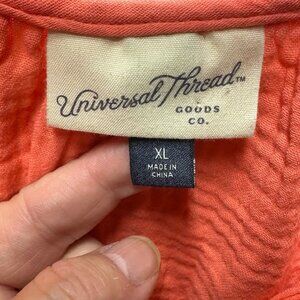 Universal Thread™
GOODS
CO.
XL
MADE IN
CHINA